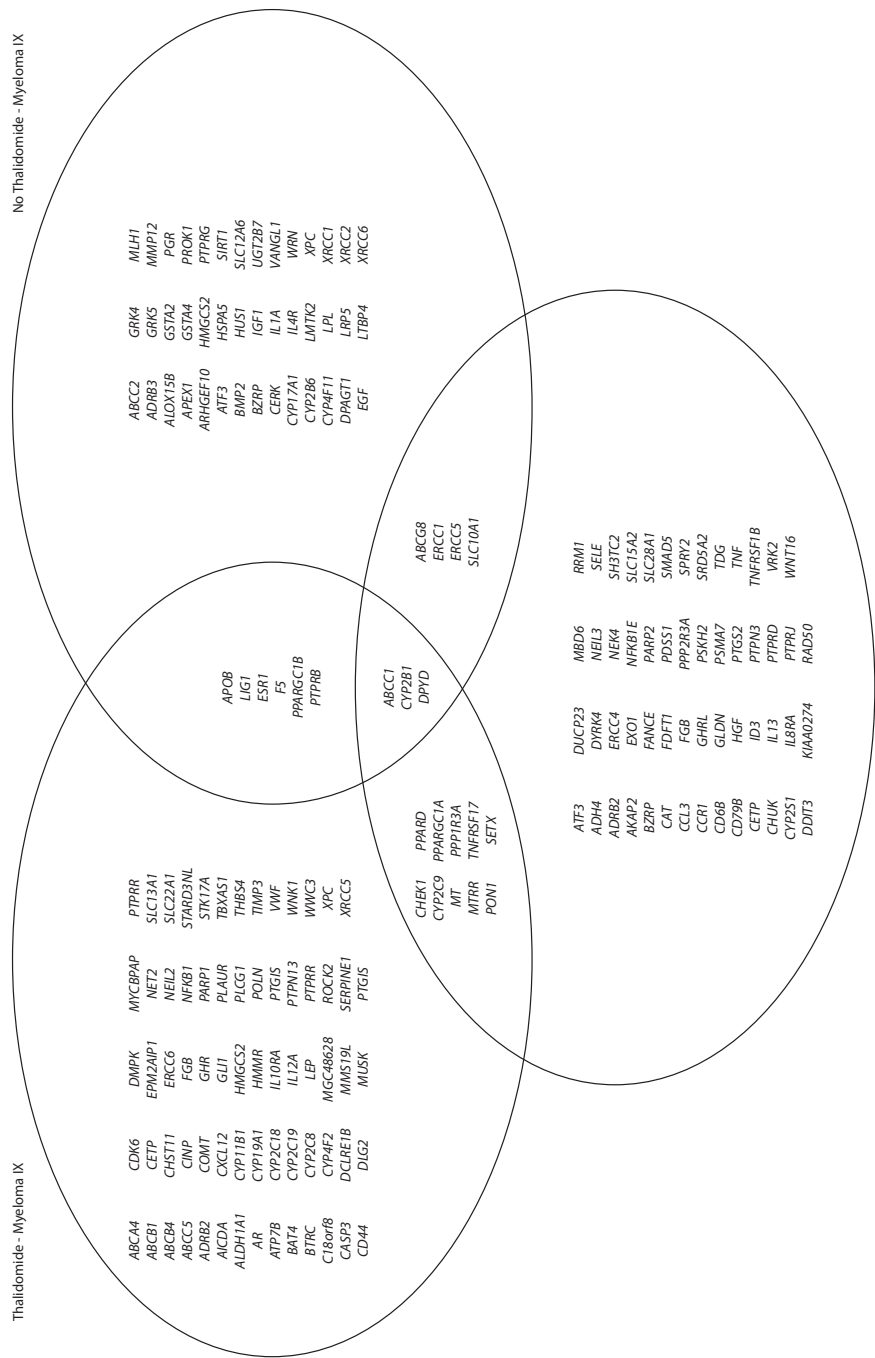 Thalidomide - Myeloma IX
No Thalidomide - Myeloma IX
ABCA4
ABCB1
ABCB4
ABCC5
ADRB2
AICDA
ALDH1A1
AR
ATP7B
BAT4
BTRC
C18orf8
CASP3
CD44
CDK6
CETP
CHST11
CINP
COMT
CXCL12
CYP11B1
CYP19A1
CYP2C18
CYP2C19
CYP2C8
CYP4F2
DCLRE1B
DLG2
DMPK
EPM2AIP1
ERCC6
FGB
GHR
GLI1
HMGCS2
HMMR
IL10RA
IL12A
LEP
MGC48628
MMS19L
MUSK
MYCBPAP
NET2
NEIL2
NFKB1
PARP1
PLAUR
PLCG1
POLN
PTGIS
PTPN13
PTPRR
ROCK2
SERPINE1
PTGIS
PTPRR
SLC13A1
SLC22A1
STARD3NL
STK17A
TBXAS1
THBS4
TIMP3
VWF
WNK1
WWC3
XPC
XRCC5
APOB
LIG1
ESR1
F5
PPARGC1B
PTPRB
ABCC2
ADRB3
ALOX15B
APEX1
ARHGEF10
ATF3
BMP2
BZRP
CERK
CYP17A1
CYP2B6
CYP4F11
DPAGT1
EGF
GRK4
GRK5
GSTA2
GSTA4
HMGCS2
HSPA5
HUS1
IGF1
IL1A
IL4R
LMTK2
LPL
LRP5
LTBP4
MLH1
MMP12
PGR
PROK1
PTPRG
SIRT1
SLC12A6
UGT2B7
VANGL1
WRN
XPC
XRCC1
XRCC2
XRCC6
CHEK1
CYP2C9
MT
MTRR
PON1
PPARD
PPARGC1A
PPP1R3A
TNFRSF17
SETX
ABCC1
CYP2B1
DPYD
ABCG8
ERCC1
ERCC5
SLC10A1
ATF3
ADH4
ADRB2
AKAP2
BZRP
CAT
CCL3
CCR1
CD6B
CD79B
CETP
CHUK
CYP2S1
DDIT3
DUCP23
DYRK4
ERCC4
EXO1
FANCE
FDFT1
FGB
GHRL
GLDN
HGF
ID3
IL13
IL8RA
KIAA0274
MBD6
NEIL3
NEK4
NFKB1E
PARP2
PDSS1
PPP2R3A
PSKH2
PSMA7
PTGS2
PTPN3
PTPRD
PTPRJ
RAD50
RRM1
SELE
SH3TC2
SLC15A2
SLC28A1
SMAD5
SPRY2
SRD5A2
TDG
TNF
TNFRSF1B
VRK2
WNT16